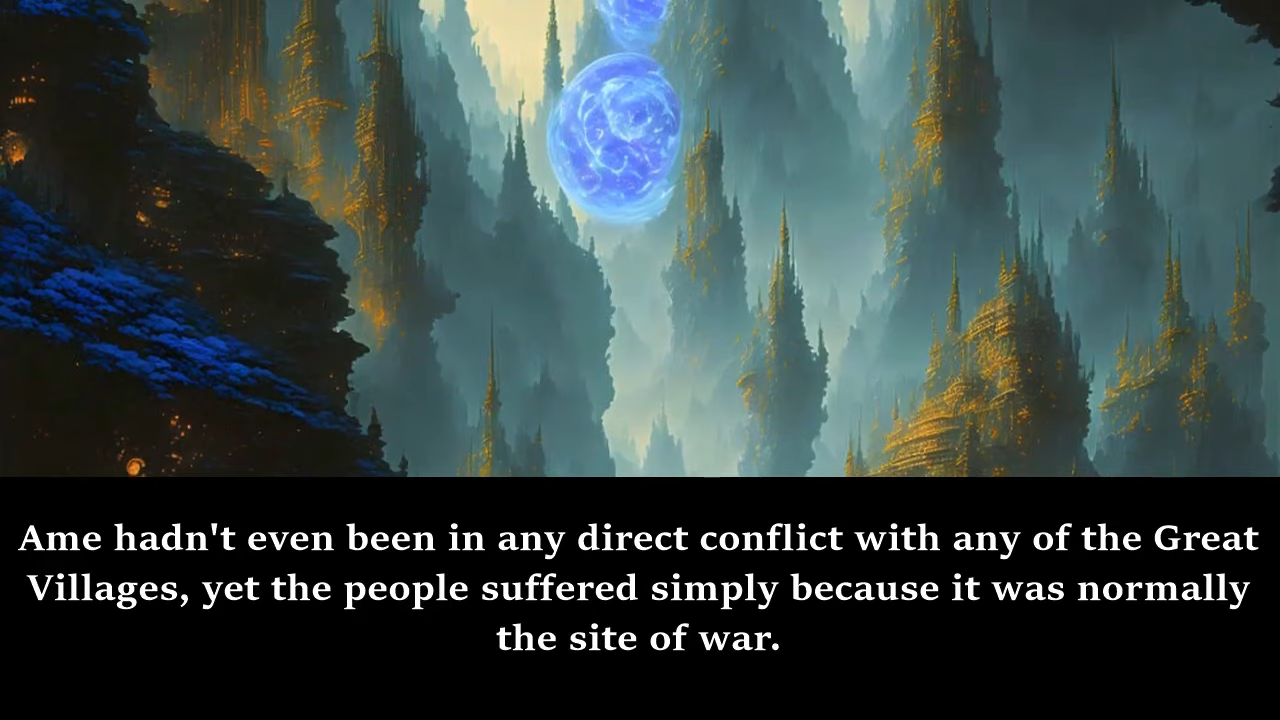 Ame hadn't even been in any direct conflict with any of the Great
Villages, yet the people suffered simply because it was normally
the site of war.